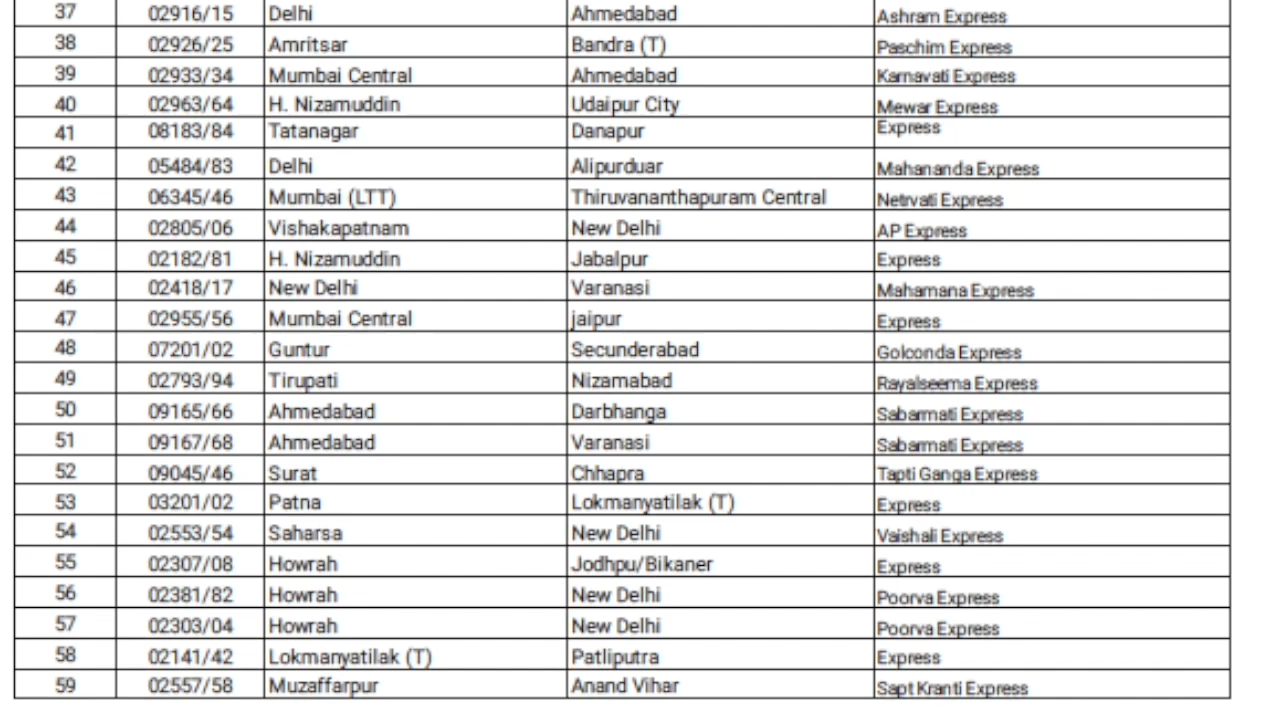 37 02916/15 Delhi Ahmedabad Ashram Express
38 02926/25 Amritsar Bandra (T) Paschim Express
39 02933/34 Mumbai Central Ahmedabad Karnavati Express
40 02963/64 H. Nizamuddin Udaipur City Mewar Express
41 08183/84 Tatanagar Danapur Express
42 05484/83 Delhi Alipurduar Mahananda Express
43 06345/46 Mumbai (LTT) Thiruvananthapuram Central Netrvati Express
44 02805/06 Vishakapatnam New Delhi AP Express
45 02182/81 H. Nizamuddin Jabalpur Express
46 02418/17 New Delhi Varanasi Mahamana Express
47 02955/56 Mumbai Central jaipur Express
48 07201/02 Guntur Secunderabad Golconda Express
49 02793/94 Tirupati Nizamabad Rayalseema Express
50 09165/66 Ahmedabad Darbhanga Sabarmati Express
51 09167/68 Ahmedabad Varanasi Sabarmati Express
52 09045/46 Surat Chhapra Tapti Ganga Express
53 03201/02 Patna Lokmanyatilak (T) Express
54 02553/54 Saharsa New Delhi Vaishali Express
55 02307/08 Howrah Jodhpu/Bikaner Express
56 02381/82 Howrah New Delhi Poorva Express
57 02303/04 Howrah New Delhi Poorva Express
58 02141/42 Lokmanyatilak (T) Patliputra Express
59 02557/58 Muzaffarpur Anand Vihar Sapt Kranti Express